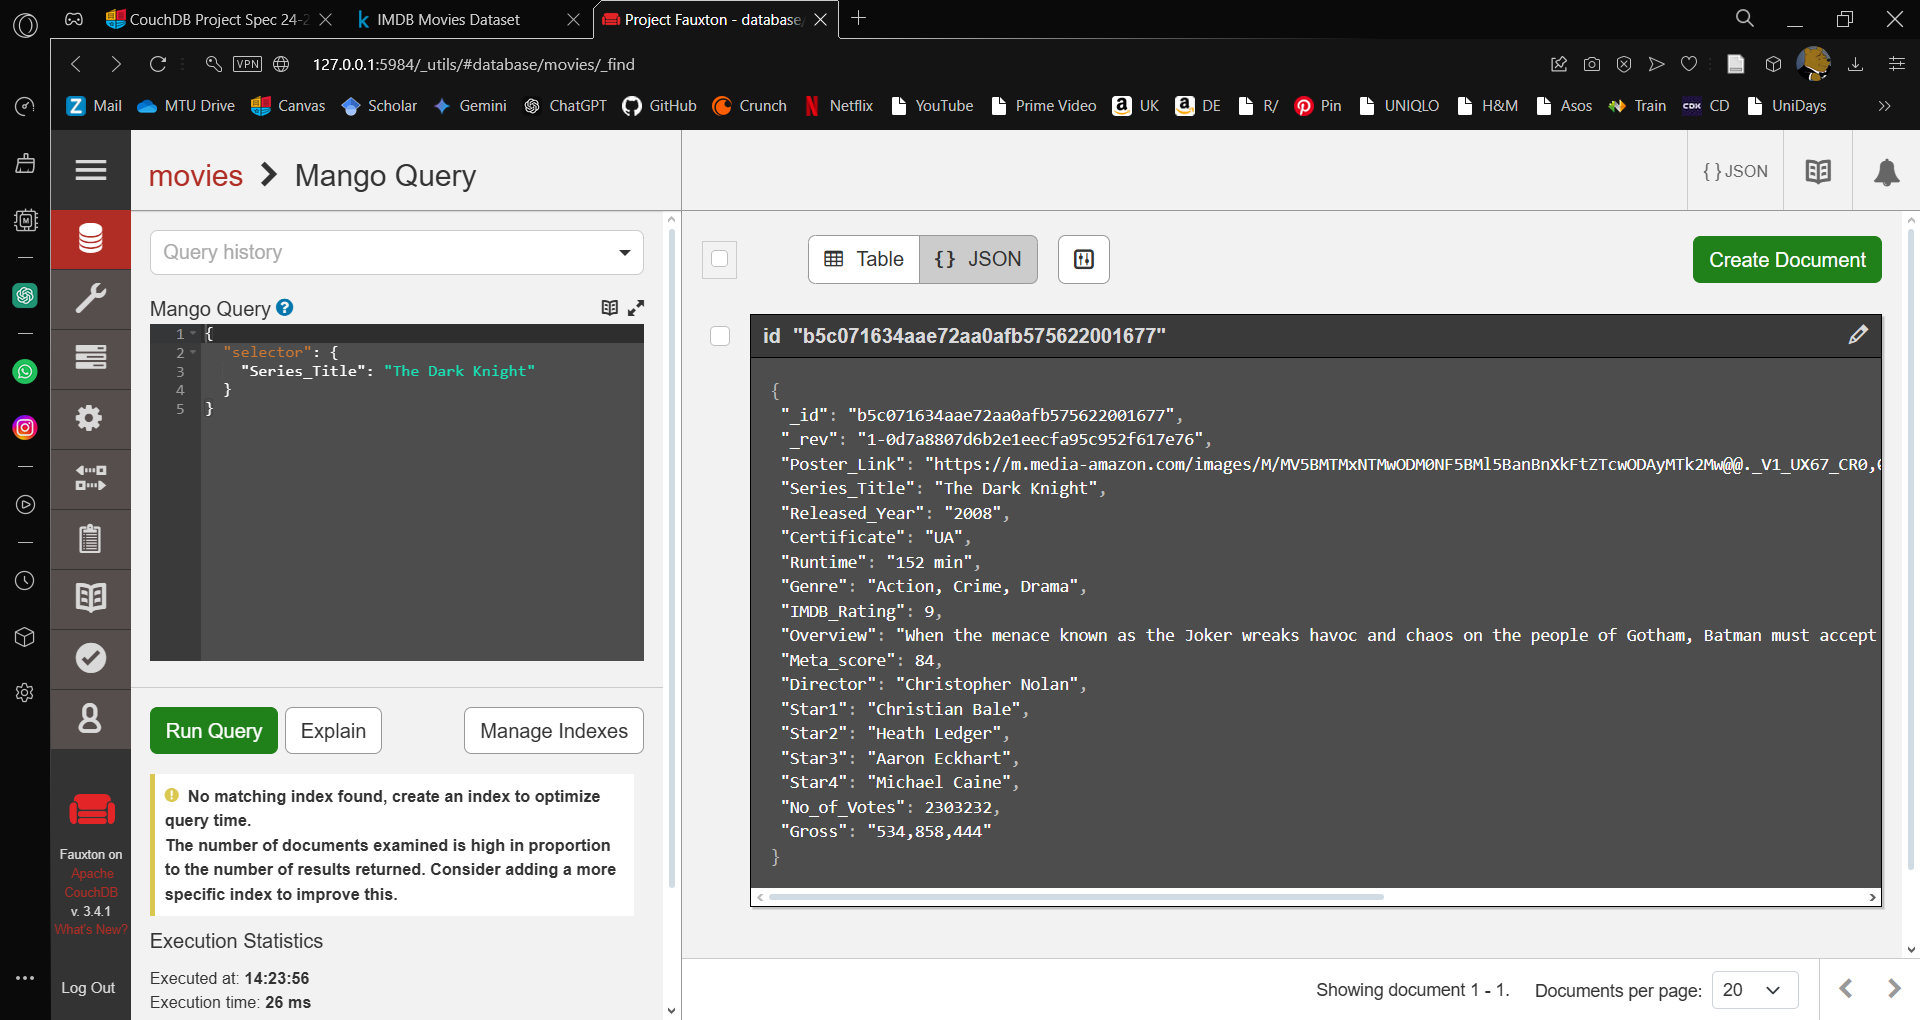 CouchDB Project Spec 24-2
IMDB Movies Dataset
Project Fauxton - database/
VPN
127.0.0.1:5984/_utils/#database/movies/_find
Mail
MTU Drive
Canvas
Scholar
Gemini
ChatGPT
GitHub
Crunch
Netflix
YouTube
Prime Video
UK
DE
R/
Pin
UNIQLO
H&M
Asos
Train
CD
UniDays
movies > Mango Query
{ } JSON
Query history
Table
{} JSON
Create Document
Mango Query
1 {
2 "selector": {
3 "Series_Title": "The Dark Knight"
4 }
5 }
id "b5c071634aae72aa0afb575622001677"
{
"_id": "b5c071634aae72aa0afb575622001677",
"_rev": "1-0d7a8807d6b2e1eecfa95c952f617e76",
"Poster_Link": "https://m.media-amazon.com/images/M/MV5BMTMxNTMwODM0NF5BMl5BanBnXkFtZTcwODAyMTk2Mw@@._V1_UX67_CR0,
"Series_Title": "The Dark Knight",
"Released_Year": "2008",
"Certificate": "UA",
"Runtime": "152 min",
"Genre": "Action, Crime, Drama",
"IMDB_Rating": 9,
"Overview": "When the menace known as the Joker wreaks havoc and chaos on the people of Gotham, Batman must accept
"Meta_score": 84,
"Director": "Christopher Nolan",
"Star1": "Christian Bale",
"Star2": "Heath Ledger",
"Star3": "Aaron Eckhart",
"Star4": "Michael Caine",
"No_of_Votes": 2303232,
"Gross": "534,858,444"
}
Run Query
Explain
Manage Indexes
No matching index found, create an index to optimize
query time.
The number of documents examined is high in proportion
to the number of results returned. Consider adding a more
specific index to improve this.
Execution Statistics
Executed at: 14:23:56
Execution time: 26 ms
Fauxton on
Apache
CouchDB
v. 3.4.1
What's New?
Log Out
Showing document 1 - 1.
Documents per page:
20